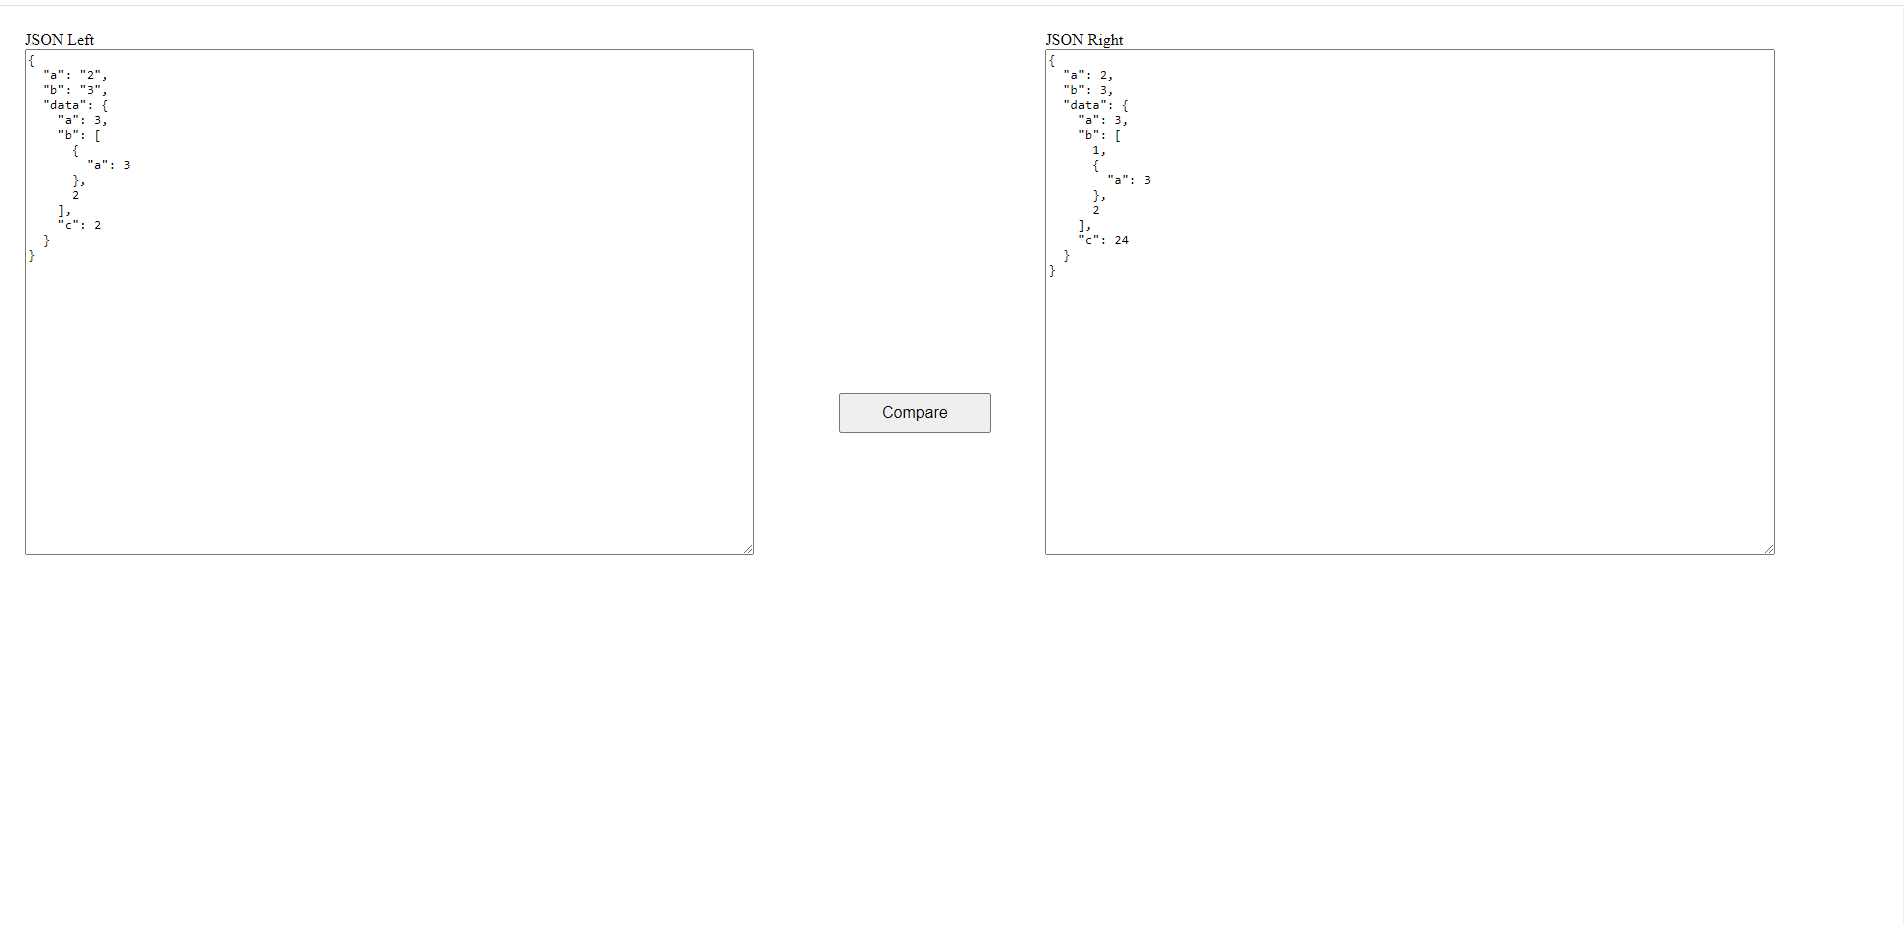 JSON Left
{
  "a": "2",
  "b": "3",
  "data": {
    "a": 3,
    "b": [
      {
        "a": 3
      },
      2
    ],
    "c": 2
  }
}
Compare
JSON Right
{
  "a": 2,
  "b": 3,
  "data": {
    "a": 3,
    "b": [
      1,
      {
        "a": 3
      },
      2
    ],
    "c": 24
  }
}